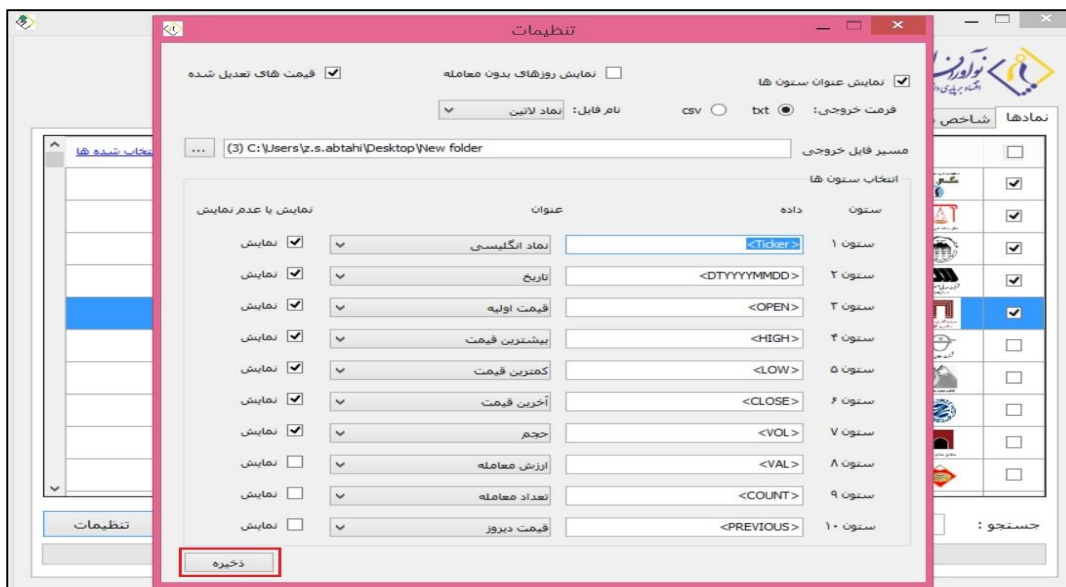 تنظیمات
نمایش عنوان ستون ها
نمایش روزهای بدون معامله
قیمت های تعدیل شده
فرمت خروجی: txt csv نام فایل: نماد لاتین
مسیر فایل خروجی (3) C:\Users\z.s.abtahi\Desktop\New folder ...
انتخاب ستون ها
ستون داده عنوان نمایش یا عدم نمایش
ستون ۱ <Ticker> نماد انگلیسی نمایش
ستون ۲ <DTYYYYMMDD> تاریخ نمایش
ستون ۳ <OPEN> قیمت اولیه نمایش
ستون ۴ <HIGH> بیشترین قیمت نمایش
ستون ۵ <LOW> کمترین قیمت نمایش
ستون ۶ <CLOSE> آخرین قیمت نمایش
ستون ۷ <VOL> حجم نمایش
ستون ۸ <VAL> ارزش معامله نمایش
ستون ۹ <COUNT> تعداد معامله نمایش
ستون ۱۰ <PREVIOUS> قیمت دیروز نمایش
ذخیره
نمادها شاخص
شده ها
جستجو :
تنظیمات